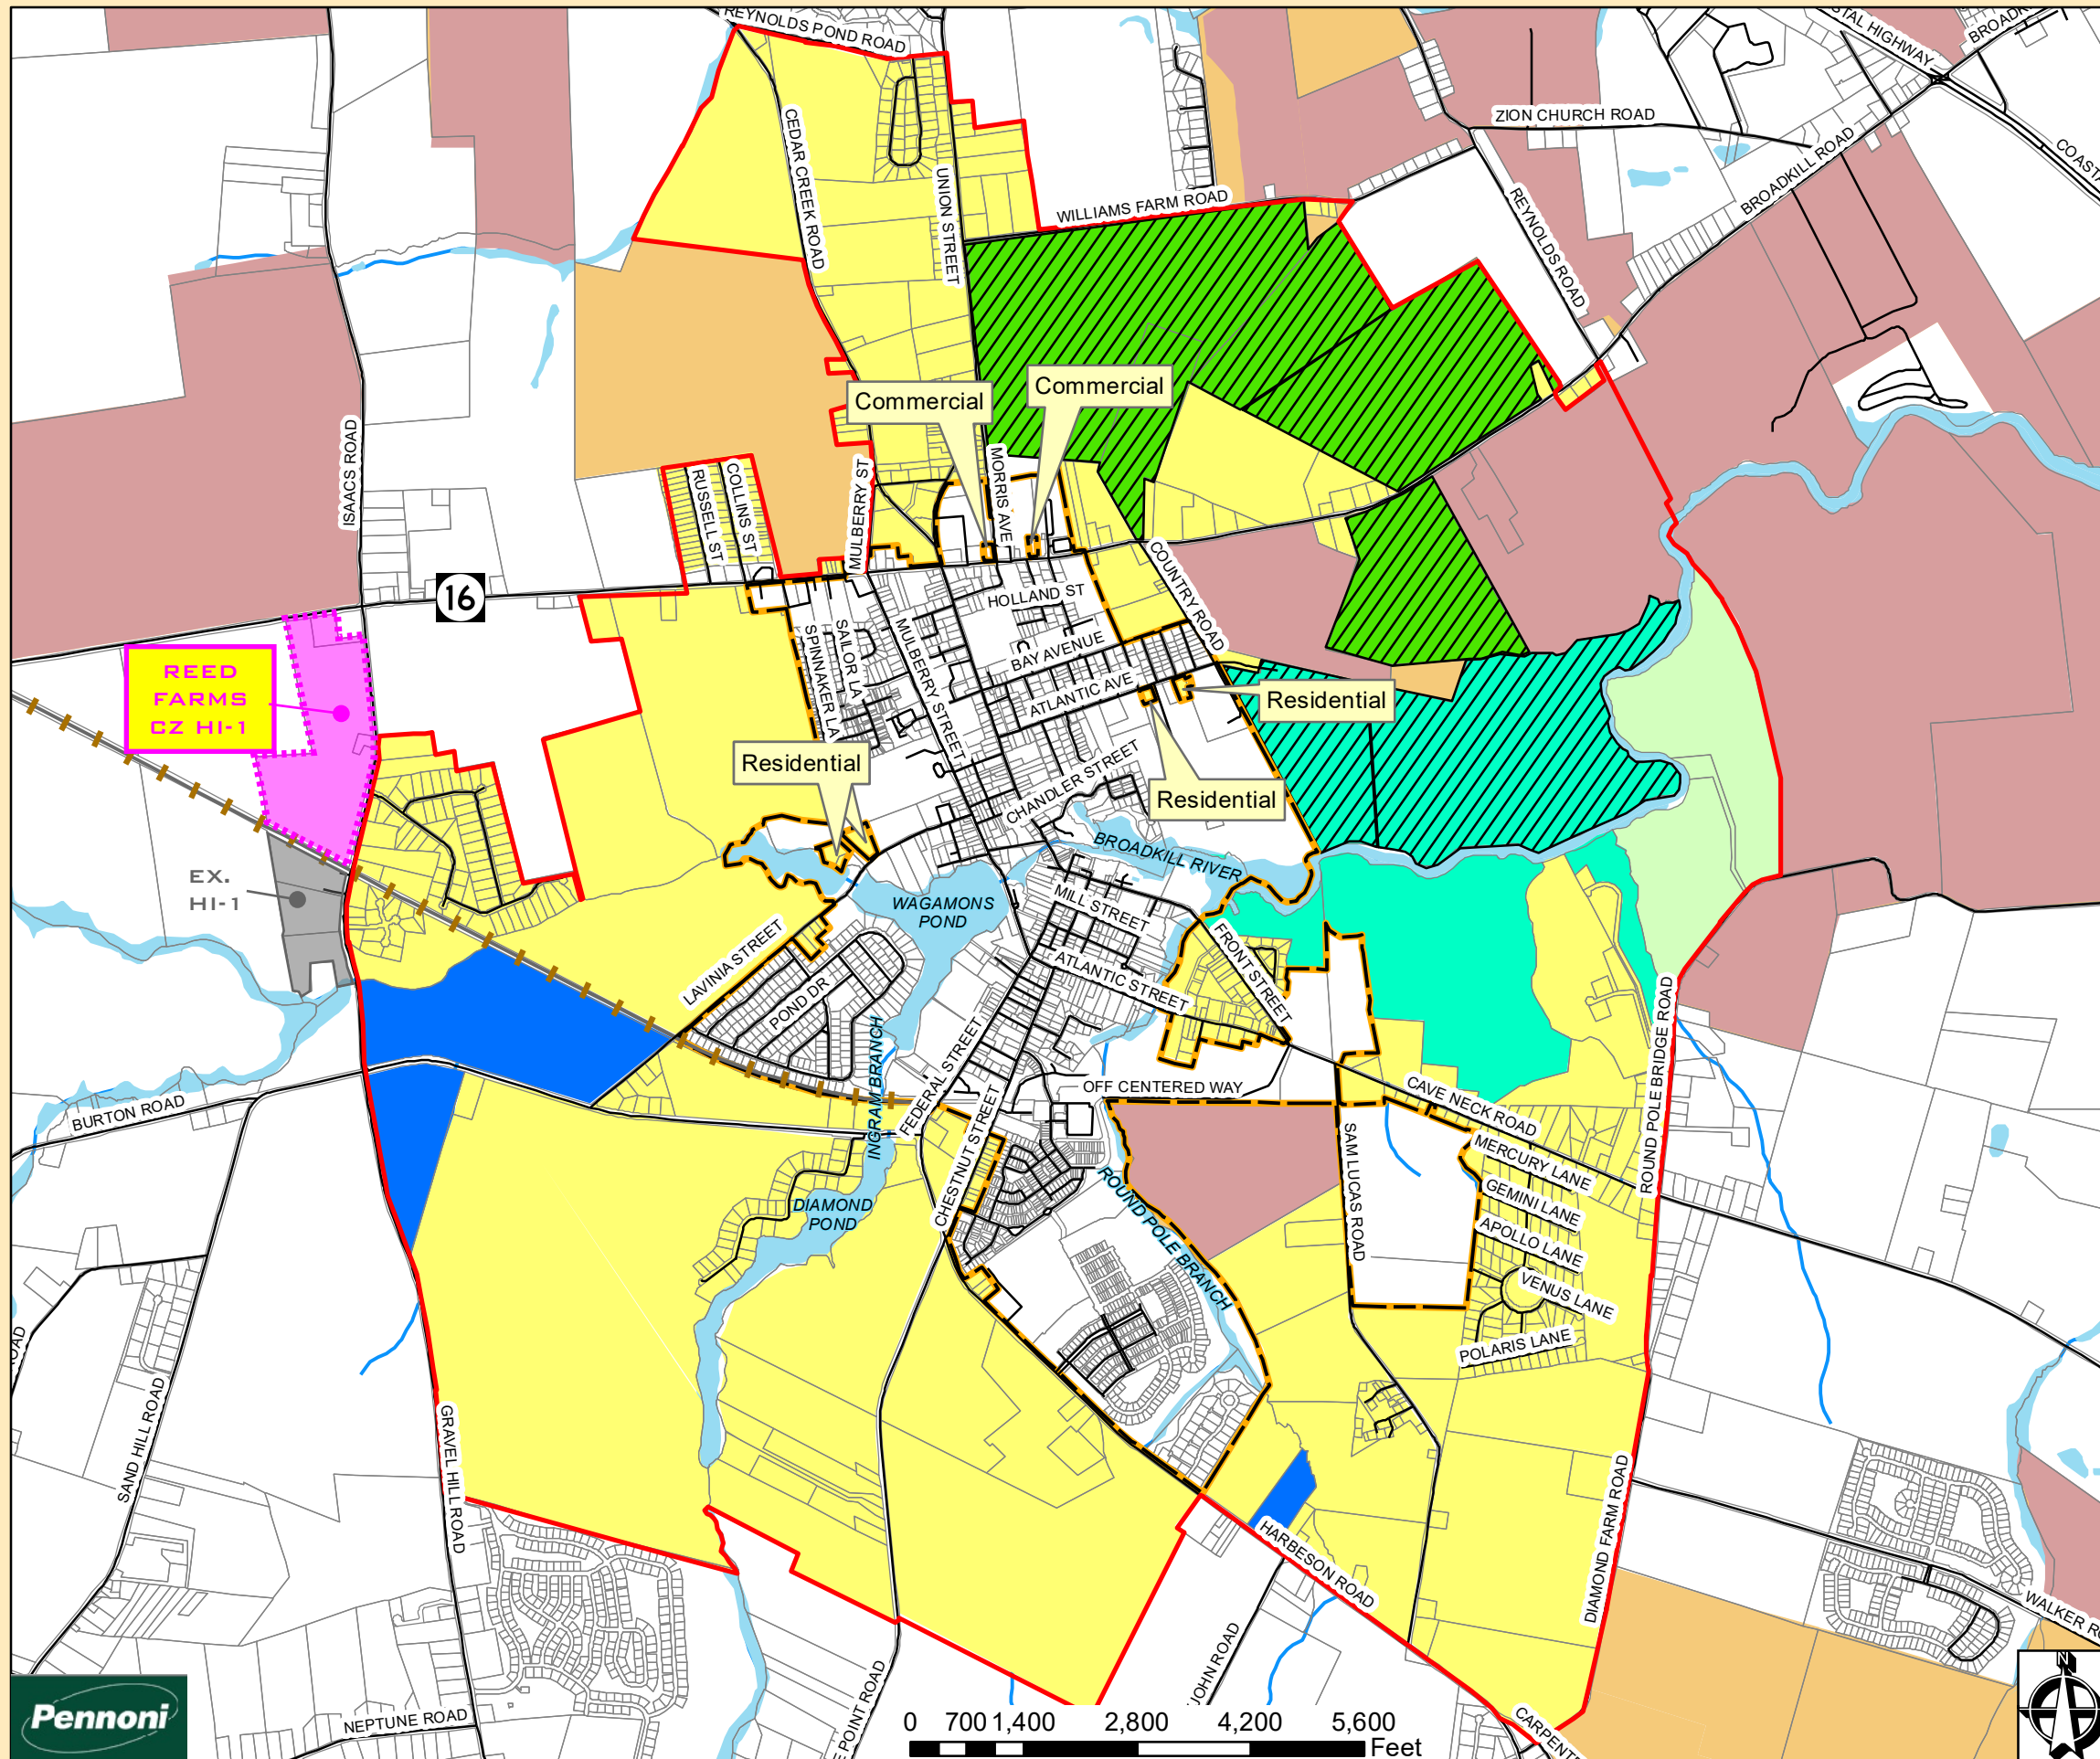 REYNOLDS POND ROAD
COASTAL HIGHWAY
ZION CHURCH ROAD
BROADKILL ROAD
CEDAR CREEK ROAD
UNION STREET
WILLIAMS FARM ROAD
REYNOLDS ROAD
Commercial
Commercial
ISAACS ROAD
RUSSELL ST
COLLINS ST
MULBERRY ST
MORRIS AVE
COUNTRY ROAD
16
HOLLAND ST
SPINNAKER LA
SAILOR LA
MULBERRY STREET
BAY AVENUE
ATLANTIC AVE
REED
FARMS
CZ HI-1
Residential
Residential
Residential
CHANDLER STREET
BROADKILL RIVER
EX.
HI-1
WAGAMONS
POND
MILL STREET
LAVINIA STREET
FRONT STREET
ATLANTIC STREET
POND DR
INGRAM BRANCH
FEDERAL STREET
OFF CENTERED WAY
CHESTNUT STREET
CAVE NECK ROAD
BURTON ROAD
SAM LUCAS ROAD
MERCURY LANE
ROUND POLE BRIDGE ROAD
GEMINI LANE
DIAMOND
POND
ROUND POLE BRANCH
APOLLO LANE
VENUS LANE
POLARIS LANE
SAND HILL ROAD
GRAVEL HILL ROAD
DIAMOND FARM ROAD
HARBESON ROAD
WALKER
JOHN ROAD
POINT ROAD
NEPTUNE ROAD
Pennoni
0 700 1,400 2,800 4,200 5,600
Feet
N